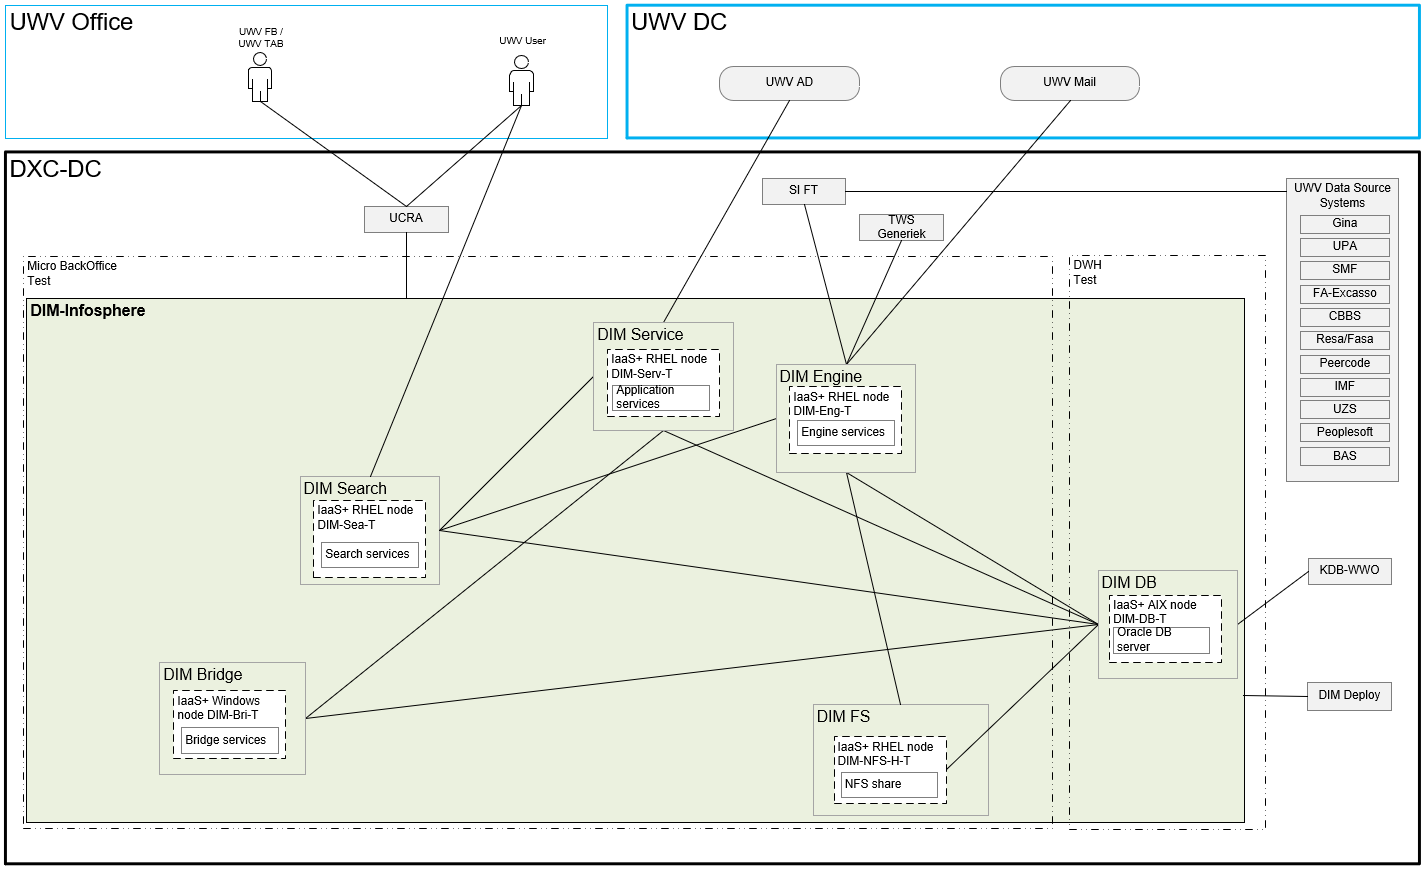 UWV Office
UWV FB /
UWV TAB
UWV User
UWV DC
UWV AD
UWV Mail
DXC-DC
UCRA
SI FT
TWS
Generiek
UWV Data Source
Systems
Gina
UPA
SMF
FA-Excasso
CBBS
Resa/Fasa
Peercode
IMF
UZS
Peoplesoft
BAS
Micro BackOffice
Test
DWH
Test
DIM-Infosphere
DIM Service
IaaS+ RHEL node
DIM-Serv-T
Application
services
DIM Engine
IaaS+ RHEL node
DIM-Eng-T
Engine services
DIM Search
IaaS+ RHEL node
DIM-Sea-T
Search services
DIM DB
IaaS+ AIX node
DIM-DB-T
Oracle DB
server
KDB-WWO
DIM Bridge
IaaS+ Windows
node DIM-Bri-T
Bridge services
DIM FS
IaaS+ RHEL node
DIM-NFS-H-T
NFS share
DIM Deploy